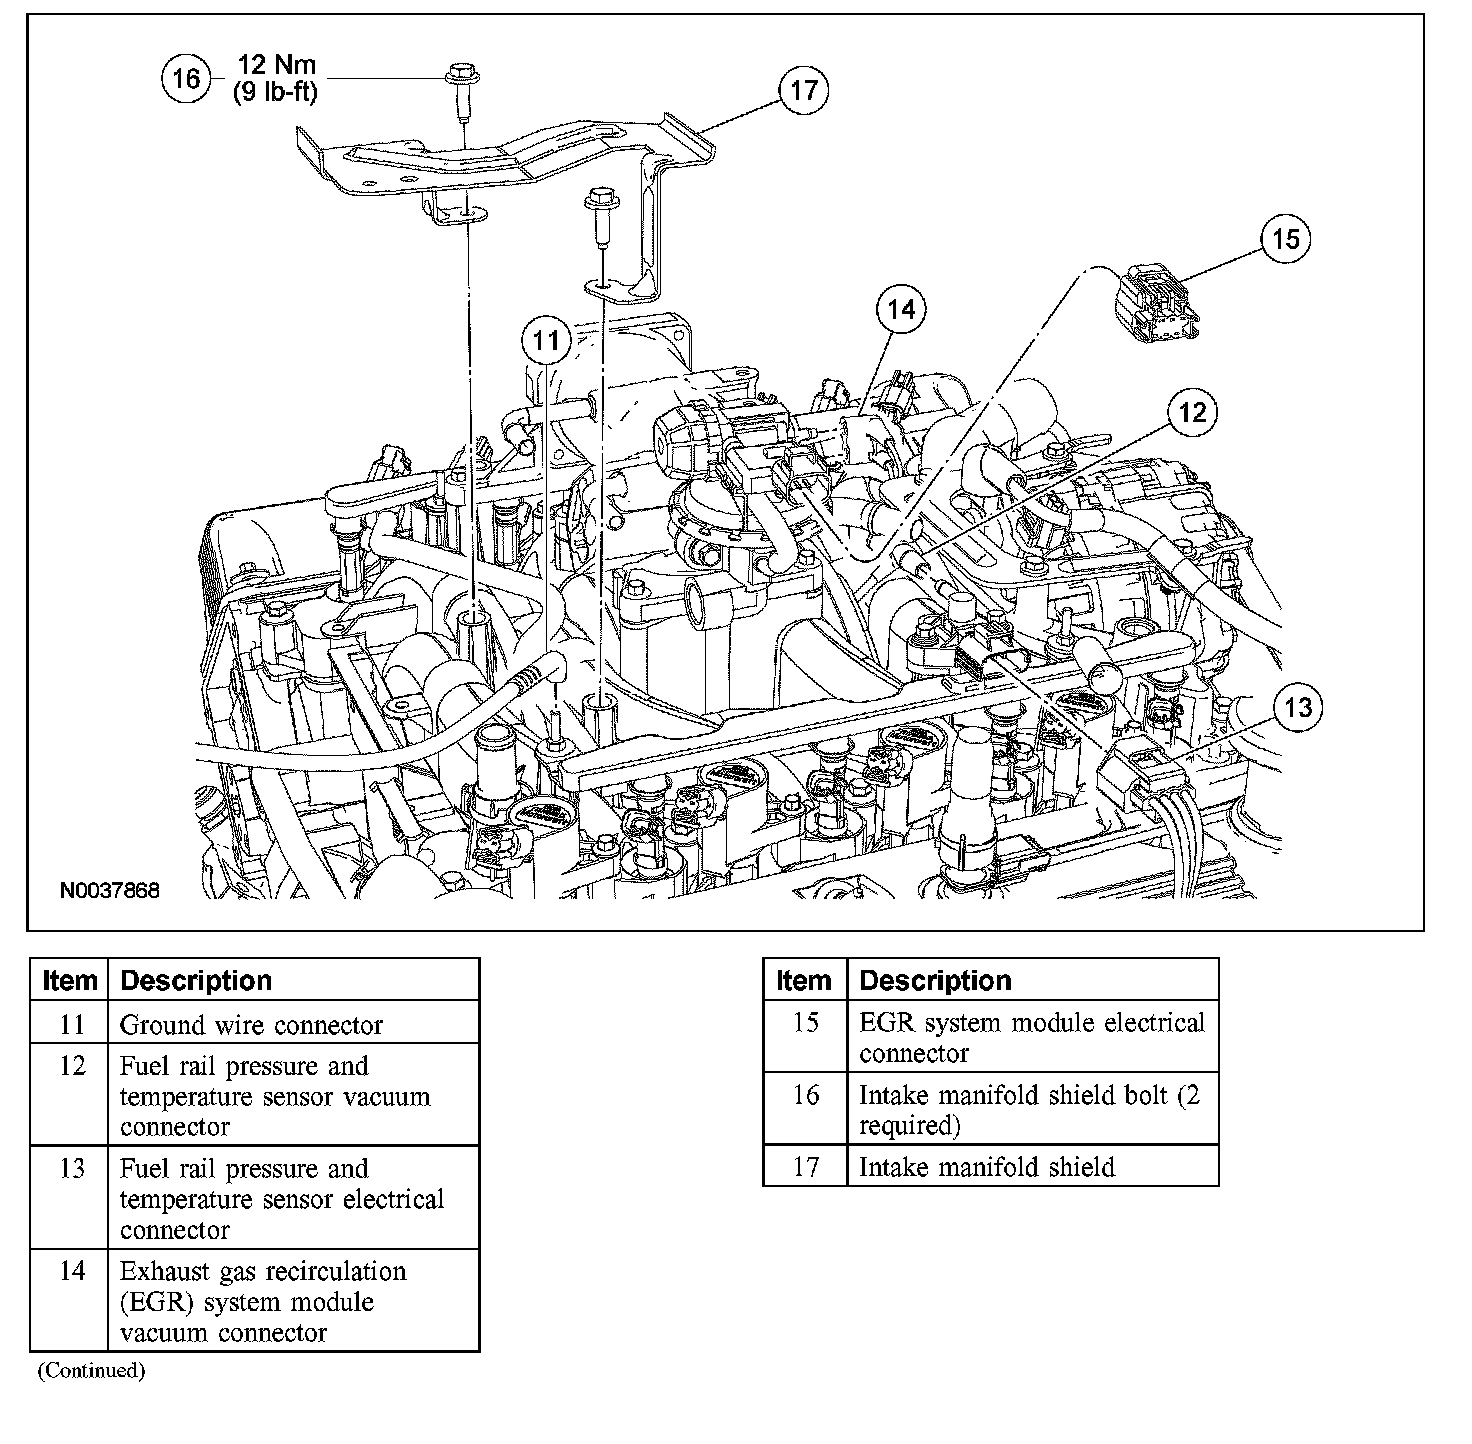 16
12 Nm
(9 lb-ft)
17
15
14
11
12
13
N0037868
Item Description
11 Ground wire connector
12 Fuel rail pressure and
temperature sensor vacuum
connector
13 Fuel rail pressure and
temperature sensor electrical
connector
14 Exhaust gas recirculation
(EGR) system module
vacuum connector
(Continued)
Item Description
15 EGR system module electrical
connector
16 Intake manifold shield bolt (2
required)
17 Intake manifold shield